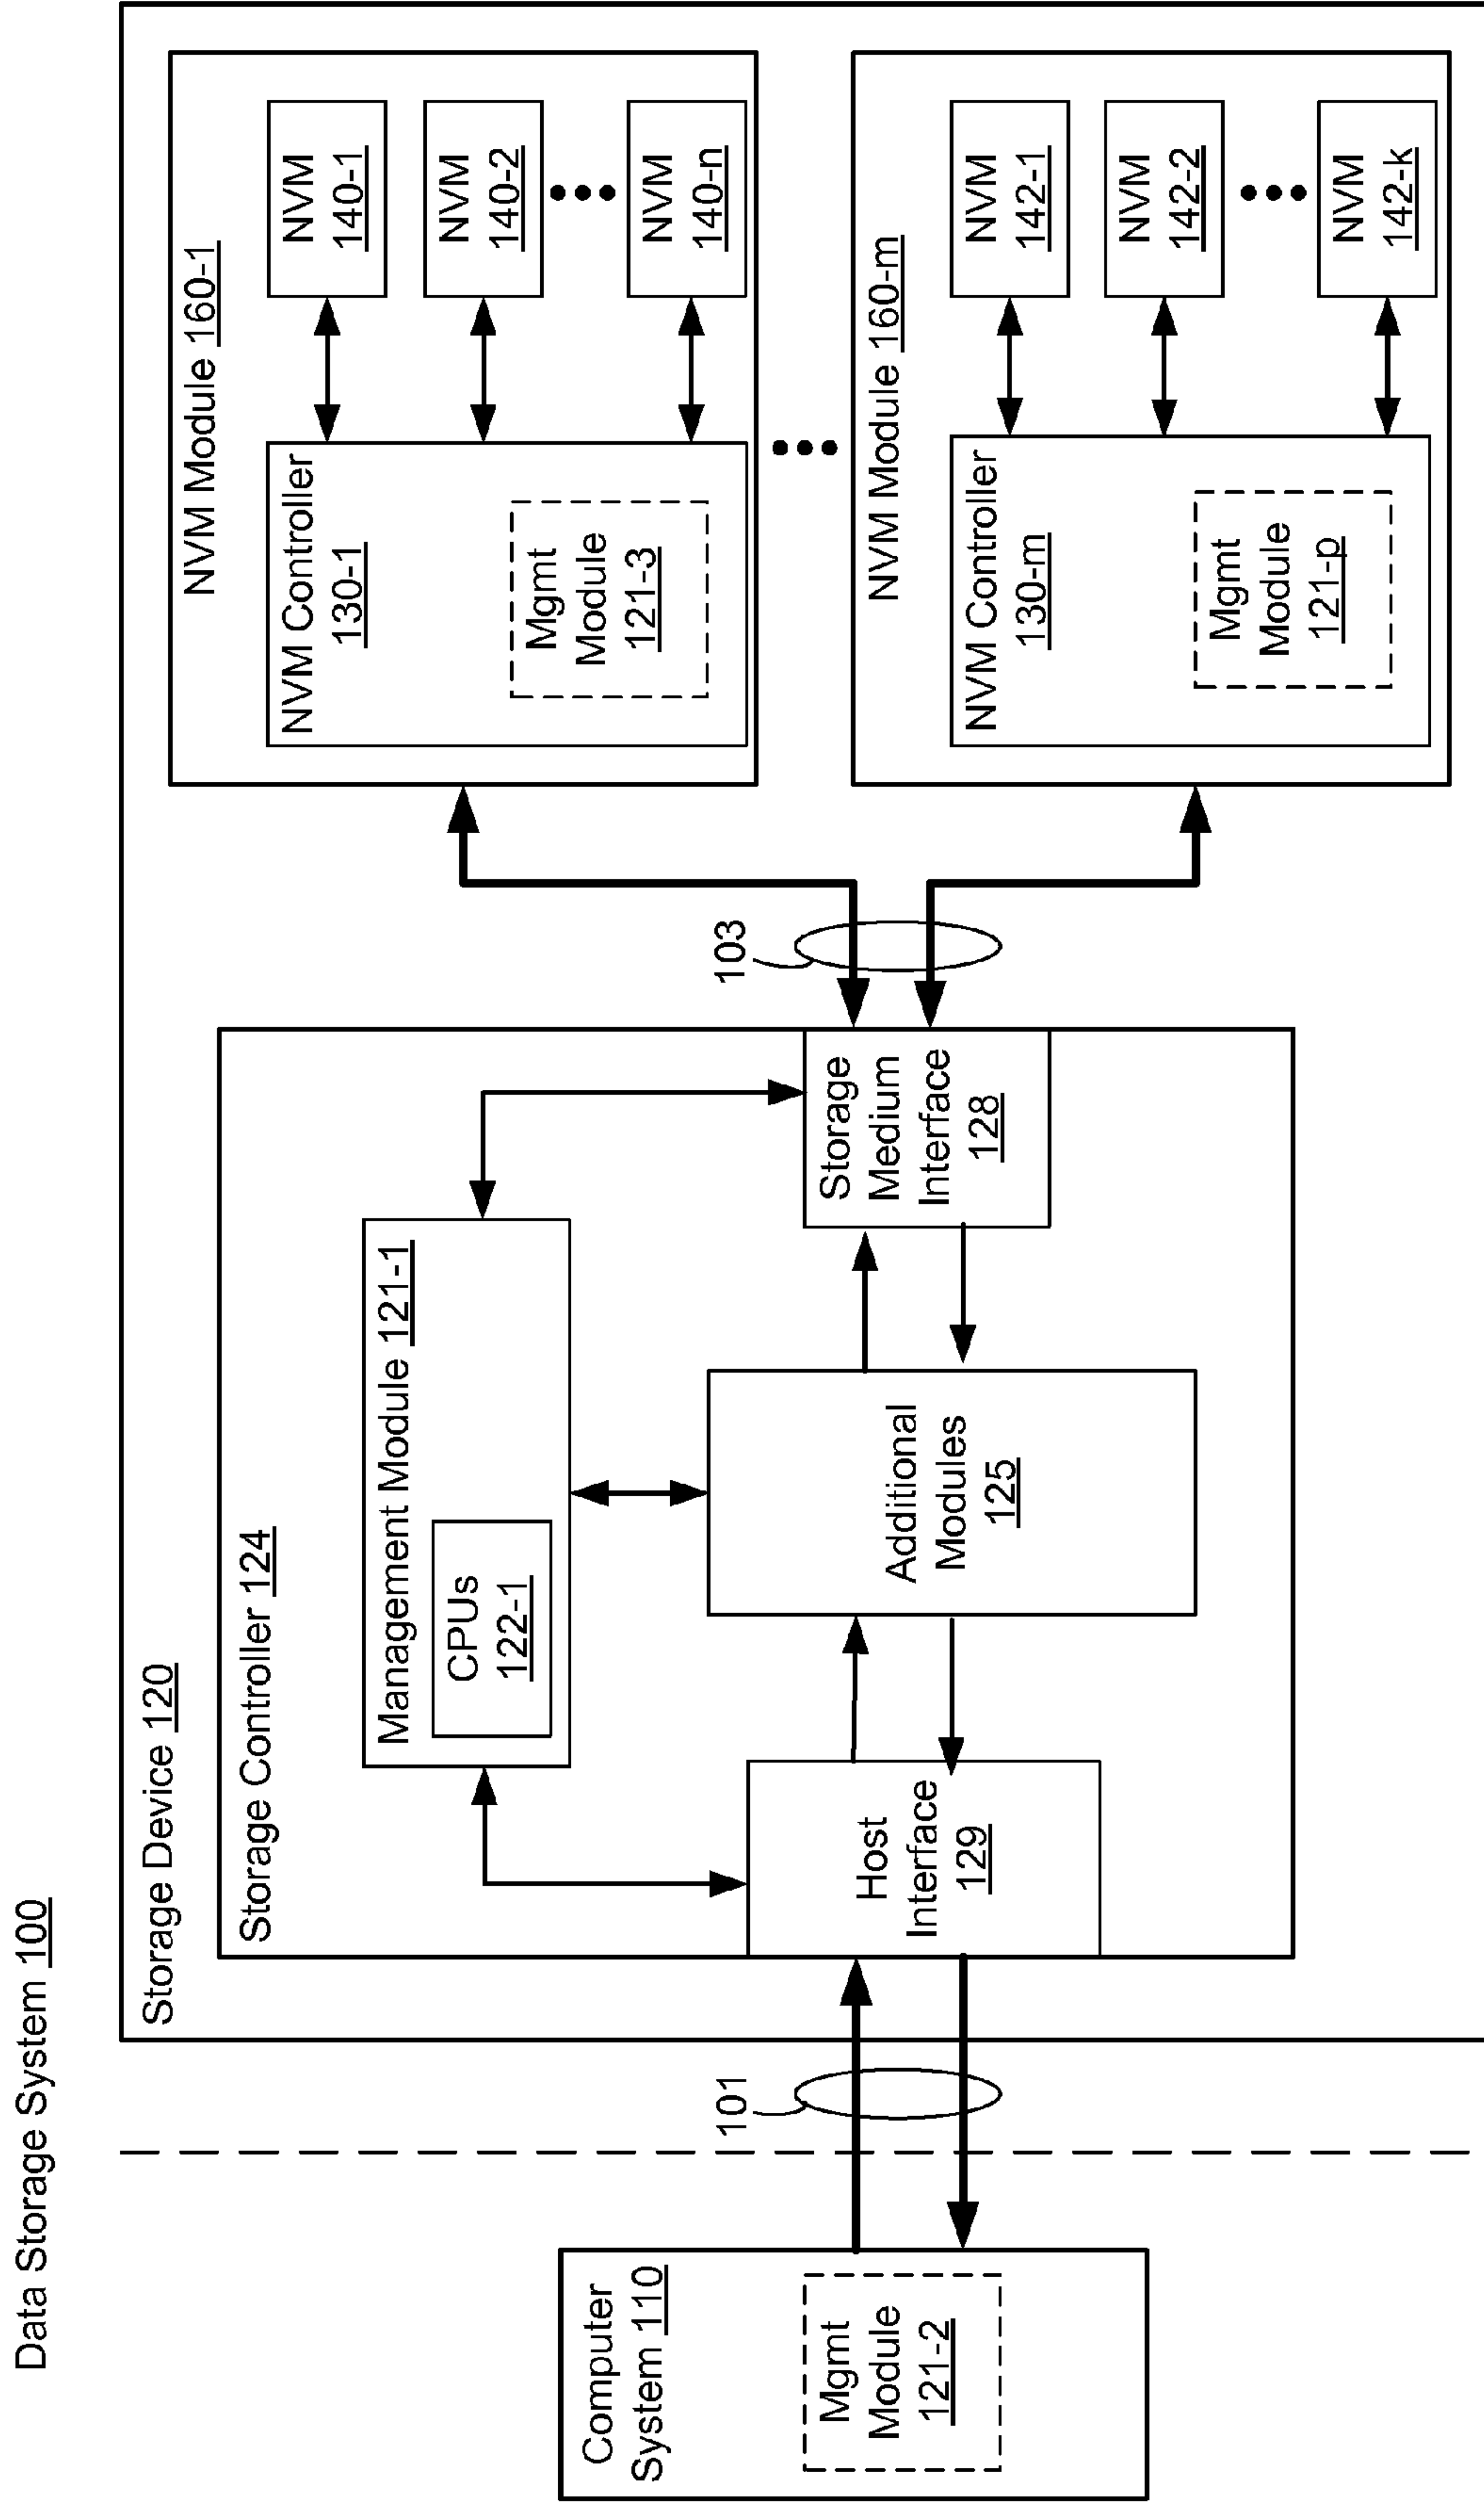 Data Storage System 100
Computer
System 110
Mgmt
Module
121-2
101
Storage Device 120
Storage Controller 124
Management Module 121-1
CPUs
122-1
Host
Interface
129
Additional
Modules
125
Storage
Medium
Interface
128
103
NVM Module 160-1
NVM Controller
130-1
Mgmt
Module
121-3
NVM
140-1
NVM
140-2
NVM
140-n
NVM Module 160-m
NVM Controller
130-m
Mgmt
Module
121-p
NVM
142-1
NVM
142-2
NVM
142-k